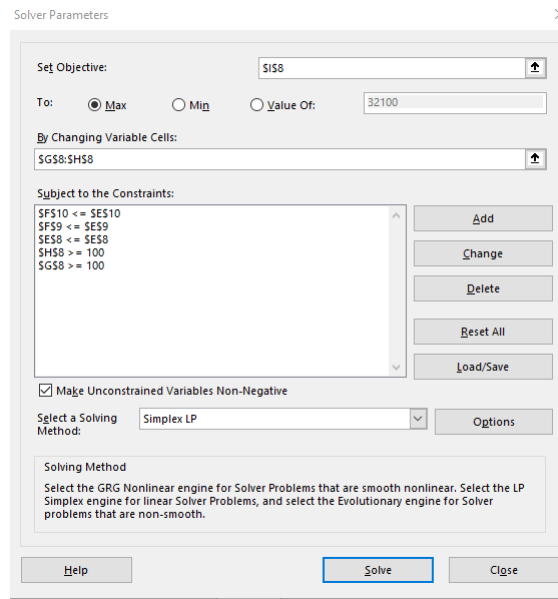 Solver Parameters
Set Objective:
$I$8
To:
Max
Min
Value Of:
32100
By Changing Variable Cells:
$G$8:$H$8
Subject to the Constraints:
$F$10 <= $E$10
$F$9 <= $E$9
$E$8 <= $E$8
$H$8 >= 100
$G$8 >= 100
Add
Change
Delete
Reset All
Load/Save
Make Unconstrained Variables Non-Negative
Select a Solving
Method:
Simplex LP
Options
Solving Method
Select the GRG Nonlinear engine for Solver Problems that are smooth nonlinear. Select the LP
Simplex engine for linear Solver Problems, and select the Evolutionary engine for Solver
problems that are non-smooth.
Help
Solve
Close